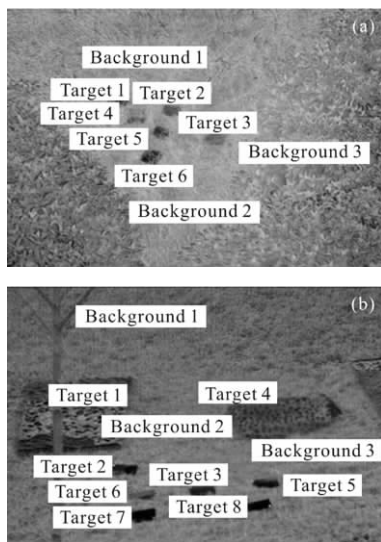 (a)
Background 1
Target 1 Target 2
Target 4
Target 3
Target 5
Background 3
Target 6
Background 2
(b)
Background 1
Target 1
Target 4
Background 2
Background 3
Target 2
Target 3
Target 5
Target 6
Target 8
Target 7